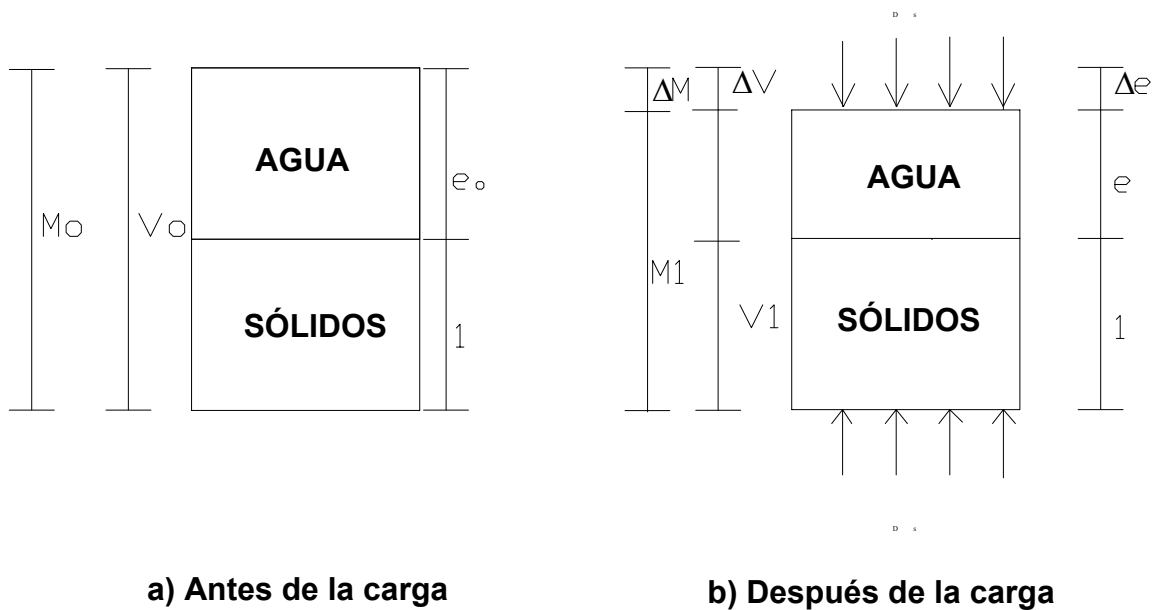 D s
ΔM
ΔV
Δe
AGUA
e₀
Mo
Vo
SÓLIDOS
1
AGUA
e
M1
V1
SÓLIDOS
1
D s
a) Antes de la carga
b) Después de la carga